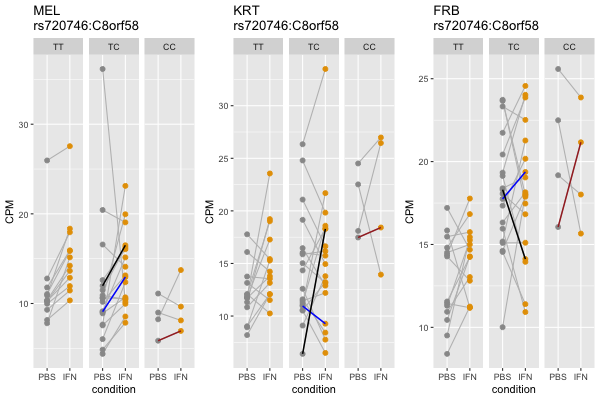 MEL
rs720746:C8orf58
TT TC CC
CPM
30
20
10
PBS IFN PBS IFN PBS IFN
condition
KRT
rs720746:C8orf58
TT TC CC
CPM
30
25
20
15
10
PBS IFN PBS IFN PBS IFN
condition
FRB
rs720746:C8orf58
TT TC CC
CPM
25
20
15
10
PBS IFN PBS IFN PBS IFN
condition